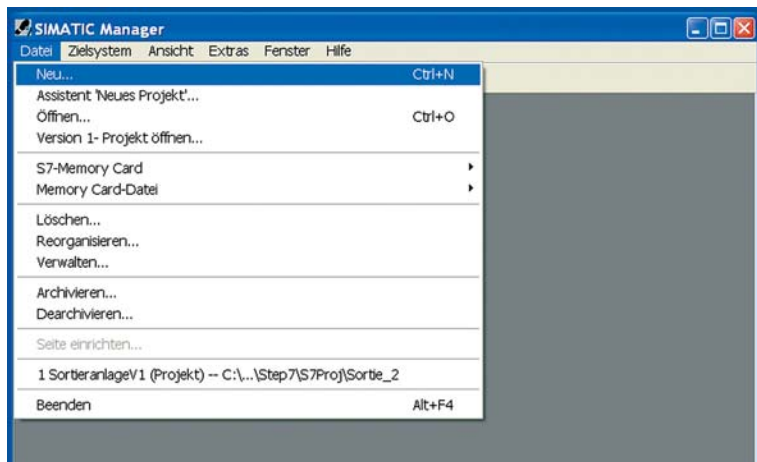 SIMATIC Manager
Datei Zielsystem Ansicht Extras Fenster Hilfe
Neu... Ctrl+N
Assistent 'Neues Projekt'...
Öffnen... Ctrl+O
Version 1- Projekt öffnen...
S7-Memory Card
Memory Card-Datei
Löschen...
Reorganisieren...
Verwalten...
Archivieren...
Dearchivieren...
Seite einrichten...
1 SortieranlageV1 (Projekt) -- C:\...\Step7\S7Proj\Sortie_2
Beenden Alt+F4